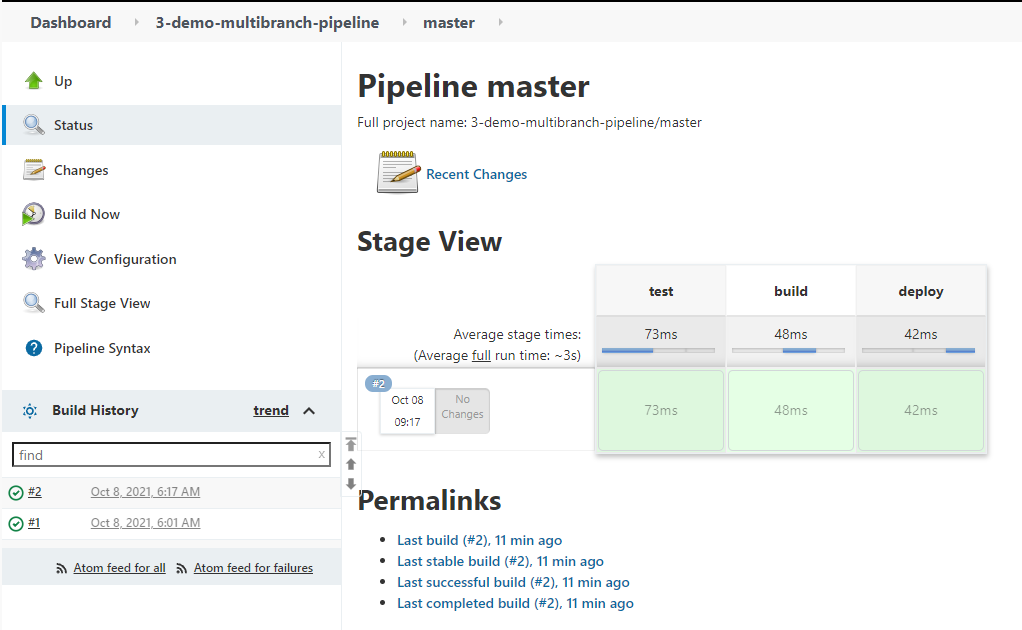 Dashboard 3-demo-multibranch-pipeline master
Up
Status
Changes
Build Now
View Configuration
Full Stage View
? Pipeline Syntax
Build History trend
find x
#2 Oct 8, 2021, 6:17 AM
#1 Oct 8, 2021, 6:01 AM
Atom feed for all Atom feed for failures
Pipeline master
Full project name: 3-demo-multibranch-pipeline/master
Recent Changes
Stage View
test build deploy
Average stage times: 73ms 48ms 42ms
(Average full run time: ~3s)
#2
Oct 08
09:17
No
Changes
73ms 48ms 42ms
Permalinks
Last build (#2), 11 min ago
Last stable build (#2), 11 min ago
Last successful build (#2), 11 min ago
Last completed build (#2), 11 min ago